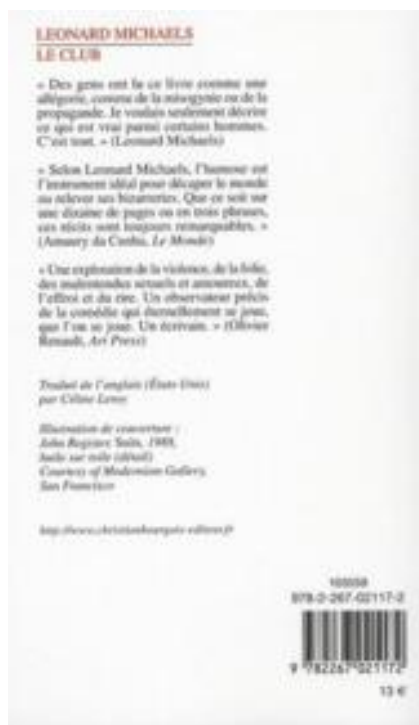 LEONARD MICHAELS
LE CLUB
« Des gens ont lu ce livre comme une
allégorie, comme de la misogynie ou de la
propagande. Je voulais seulement décrire
ce qui est vrai parmi certains hommes.
C'est tout. » (Leonard Michaels)
« Selon Leonard Michaels, l'humour est
l'instrument idéal pour décaper le monde
ou relever ses bizarreries. Que ce soit sur
une dizaine de pages ou en trois phrases,
ces récits sont toujours remarquables. »
(Amaury da Cunha, Le Monde)
« Une exploration de la violence, de la folie,
des malentendus sexuels et amoureux, de
l'effroi et du rire. Un observateur précis
de la comédie qui éternellement se joue,
que l'on se joue. Un écrivain. » (Olivier
Renault, Art Press)
Traduit de l'anglais (États-Unis)
par Céline Leroy
Illustration de couverture :
John Register, Suits, 1989,
huile sur toile (détail)
Courtesy of Modernism Gallery,
San Francisco
http://www.christianbourgois-editeur.fr
978-2-267-02117-2
9 782267 021172
13 €